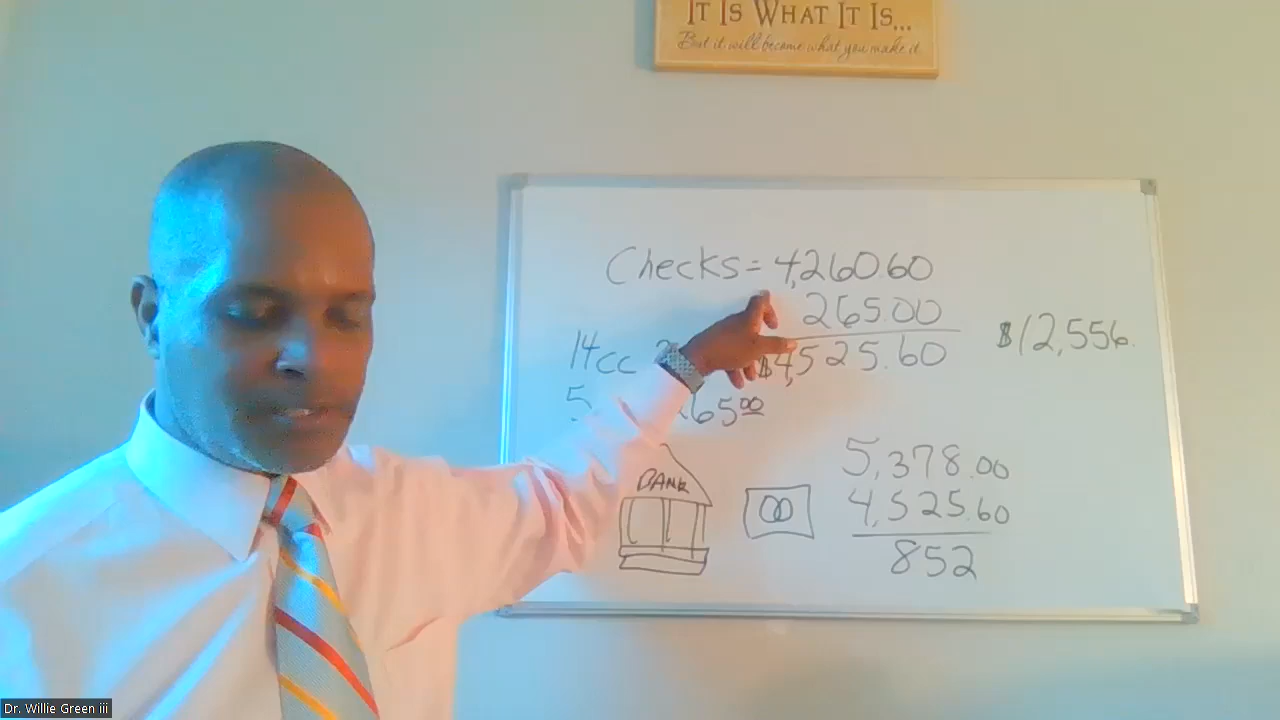 IT IS WHAT IT IS...
But it will become what you make it.
Checks = 4,260.60
265.00
$4,525.60
$12,556.
14cc
5 265.00
BANK
5,378.00
4,525.60
852
Dr. Willie Green iii